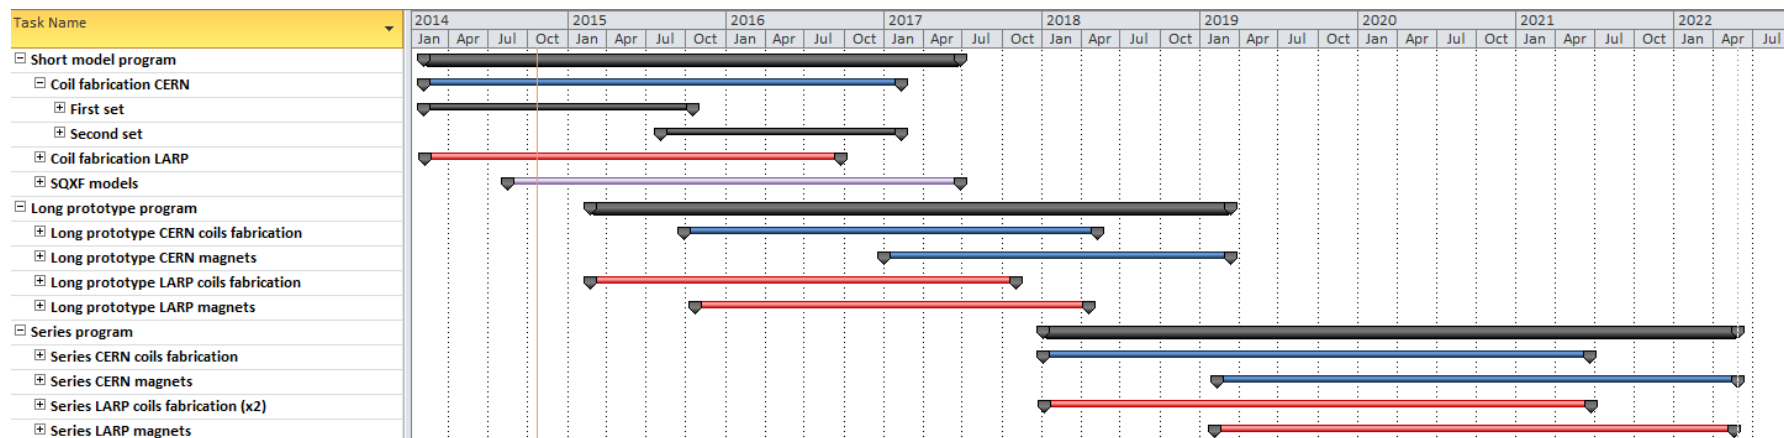 Task Name
2014 2015 2016 2017 2018 2019 2020 2021 2022
Jan Apr Jul Oct Jan Apr Jul Oct Jan Apr Jul Oct Jan Apr Jul Oct Jan Apr Jul Oct Jan Apr Jul Oct Jan Apr Jul Oct Jan Apr Jul Oct Jan Apr Jul
Short model program
Coil fabrication CERN
First set
Second set
Coil fabrication LARP
SQXF models
Long prototype program
Long prototype CERN coils fabrication
Long prototype CERN magnets
Long prototype LARP coils fabrication
Long prototype LARP magnets
Series program
Series CERN coils fabrication
Series CERN magnets
Series LARP coils fabrication (x2)
Series LARP magnets